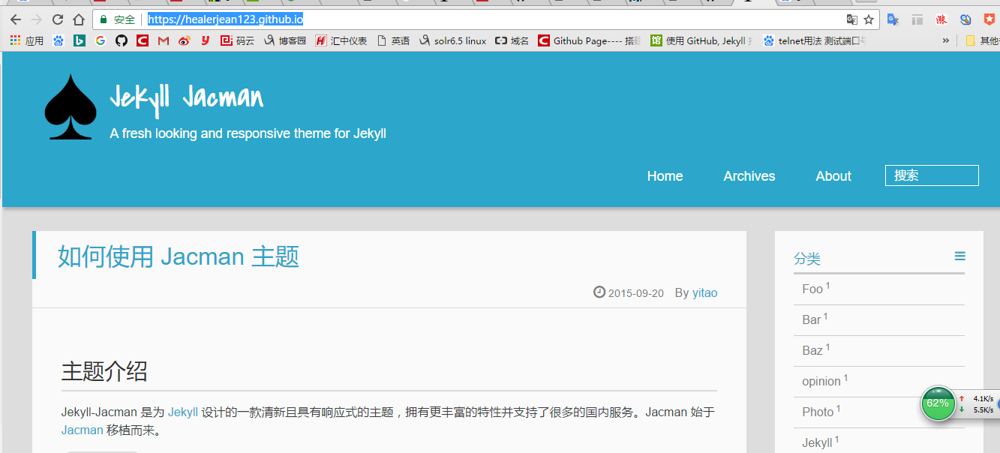 安全 https://healerjean123.github.io
应用 码云 博客园 汇中仪表 英语 solr6.5 linux 域名 Github Page---- 搭建 使用 GitHub, Jekyll telnet用法 测试端口号 » 其他
Jekyll Jacman
A fresh looking and responsive theme for Jekyll
Home Archives About 搜索
如何使用 Jacman 主题
2015-09-20 By yitao
主题介绍
Jekyll-Jacman 是为 Jekyll 设计的一款清新且具有响应式的主题，拥有更丰富的特性并支持了很多的国内服务。Jacman 始于
Jacman 移植而来。
分类
Foo 1
Bar 1
Baz 1
opinion 1
Photo 1
Jekyll 1
62% 4.1K/s
5.5K/s